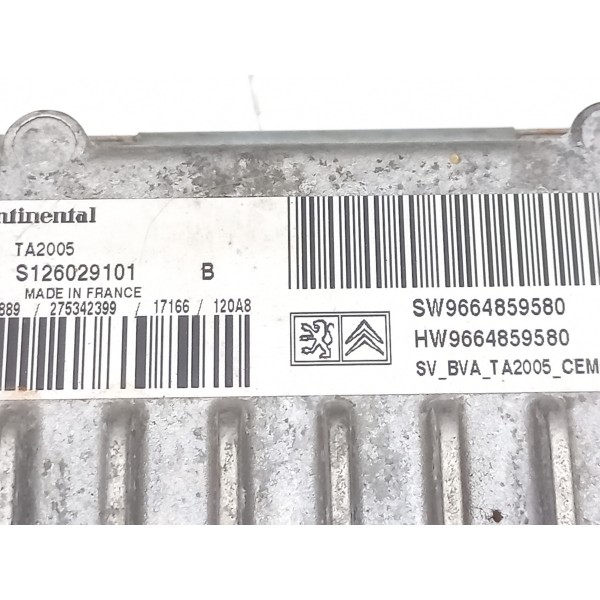 ntinental
TA2005
S126029101 B
MADE IN FRANCE
889 / 275342399 / 17166 / 120A8
SW9664859580
HW9664859580
SV_BVA_TA2005_CEM